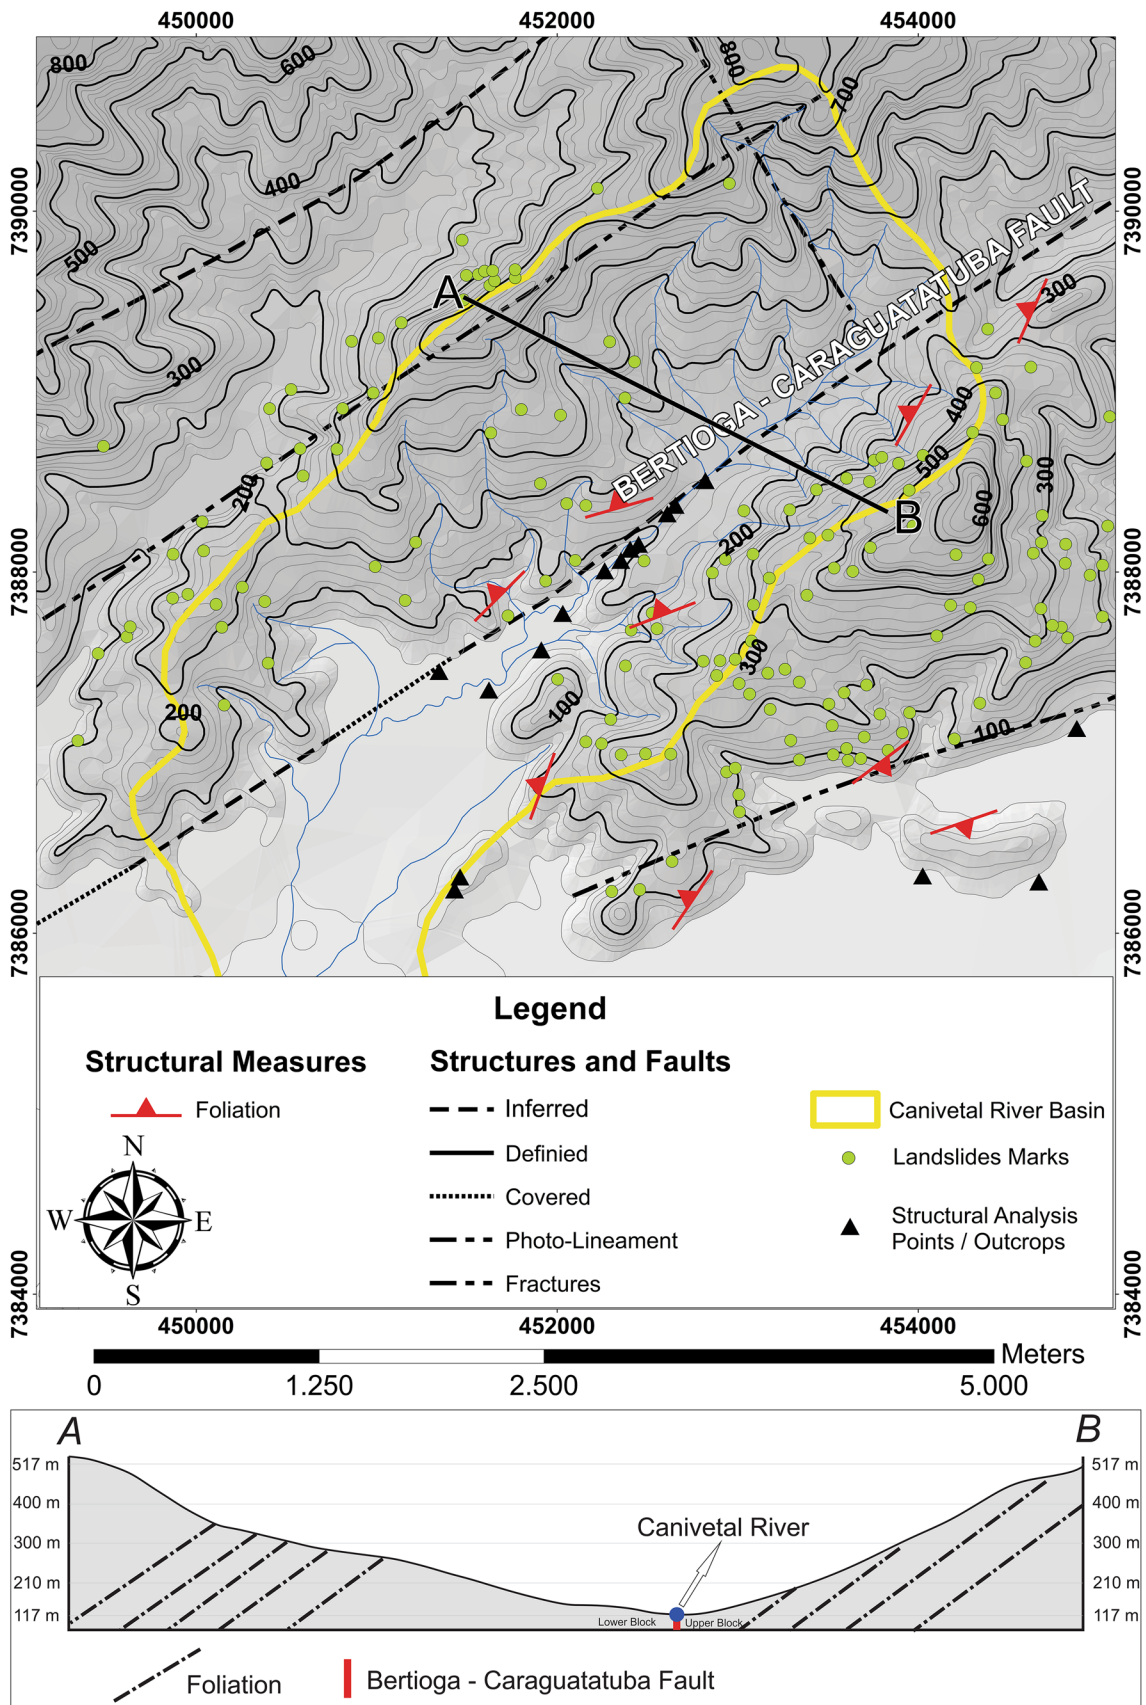 450000 452000 454000
800
600
800
700
400
500
300
7390000
7390000
BERTIOGA - CARAGUATATUBA FAULT
300
A
400
500
200
600
300
B
200
7388000
7388000
300
200
100
100
7386000
7386000
Legend
Structural Measures
Foliation
N
W E
S
Structures and Faults
Inferred
Definied
Covered
Photo-Lineament
Fractures
Canivetal River Basin
Landslides Marks
Structural Analysis
Points / Outcrops
7384000
7384000
450000 452000 454000
Meters
0 1.250 2.500 5.000
A B
517 m 517 m
400 m 400 m
300 m 300 m
210 m 210 m
117 m 117 m
Canivetal River
Lower Block Upper Block
Foliation
Bertioga - Caraguatatuba Fault